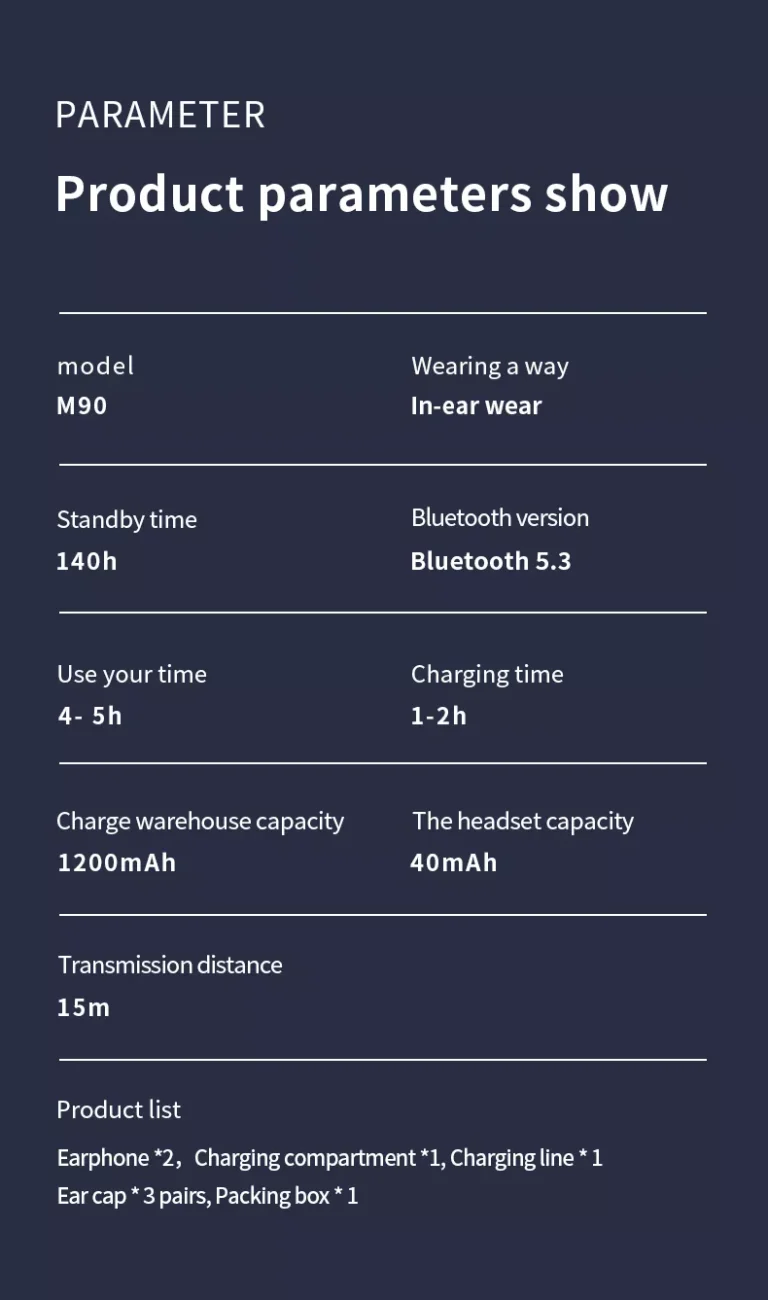 PARAMETER
Product parameters show
model
M90
Wearing a way
In-ear wear
Standby time
140h
Bluetooth version
Bluetooth 5.3
Use your time
4- 5h
Charging time
1-2h
Charge warehouse capacity
1200mAh
The headset capacity
40mAh
Transmission distance
15m
Product list
Earphone *2，Charging compartment *1, Charging line * 1
Ear cap * 3 pairs, Packing box * 1